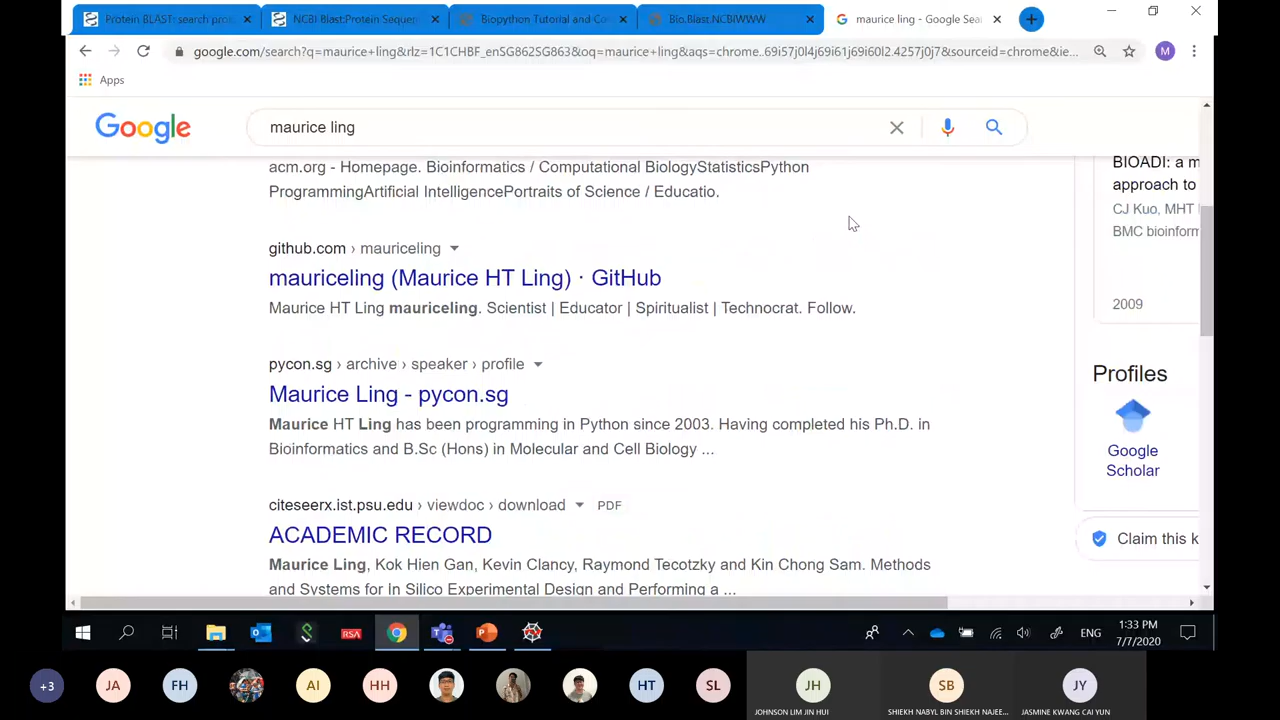 Protein BLAST: search pro
NCBI Blast:Protein Sequen
Biopython Tutorial and Co
Bio.Blast.NCBIWWW
maurice ling - Google Sea
google.com/search?q=maurice+ling&rlz=1C1CHBF_enSG862SG863&oq=maurice+ling&aqs=chrome..69i57j0l4j69i61j69i60l2.4257j0j7&sourceid=chrome&ie...
M
Apps
Google
maurice ling
acm.org - Homepage. Bioinformatics / Computational BiologyStatisticsPython
ProgrammingArtificial IntelligencePortraits of Science / Educatio.
github.com › mauriceling
mauriceling (Maurice HT Ling) · GitHub
Maurice HT Ling mauriceling. Scientist | Educator | Spiritualist | Technocrat. Follow.
pycon.sg › archive › speaker › profile
Maurice Ling - pycon.sg
Maurice HT Ling has been programming in Python since 2003. Having completed his Ph.D. in
Bioinformatics and B.Sc (Hons) in Molecular and Cell Biology ...
citeseerx.ist.psu.edu › viewdoc › download PDF
ACADEMIC RECORD
Maurice Ling, Kok Hien Gan, Kevin Clancy, Raymond Tecotzky and Kin Chong Sam. Methods
and Systems for In Silico Experimental Design and Performing a ...
BIOADI: a m
approach to
CJ Kuo, MHT
BMC bioinform
2009
Profiles
Google
Scholar
Claim this k
RSA
ENG
1:33 PM
7/7/2020
+3
JA
FH
AI
HH
HT
SL
JH
SB
JY
JOHNSON LIM JIN HUI
SHIEKH NABYL BIN SHIEKH NAJEE...
JASMINE KWANG CAI YUN